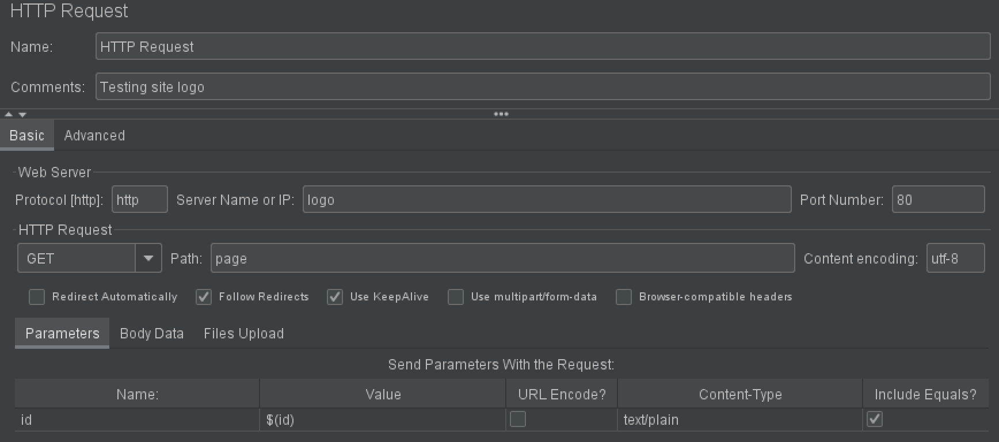 HTTP Request
Name: HTTP Request
Comments: Testing site logo
Basic Advanced
Web Server
Protocol [http]: http Server Name or IP: logo Port Number: 80
HTTP Request
GET Path: page Content encoding: utf-8
Redirect Automatically Follow Redirects Use KeepAlive Use multipart/form-data Browser-compatible headers
Parameters Body Data Files Upload
Send Parameters With the Request:
Name: Value URL Encode? Content-Type Include Equals?
id $(id) text/plain